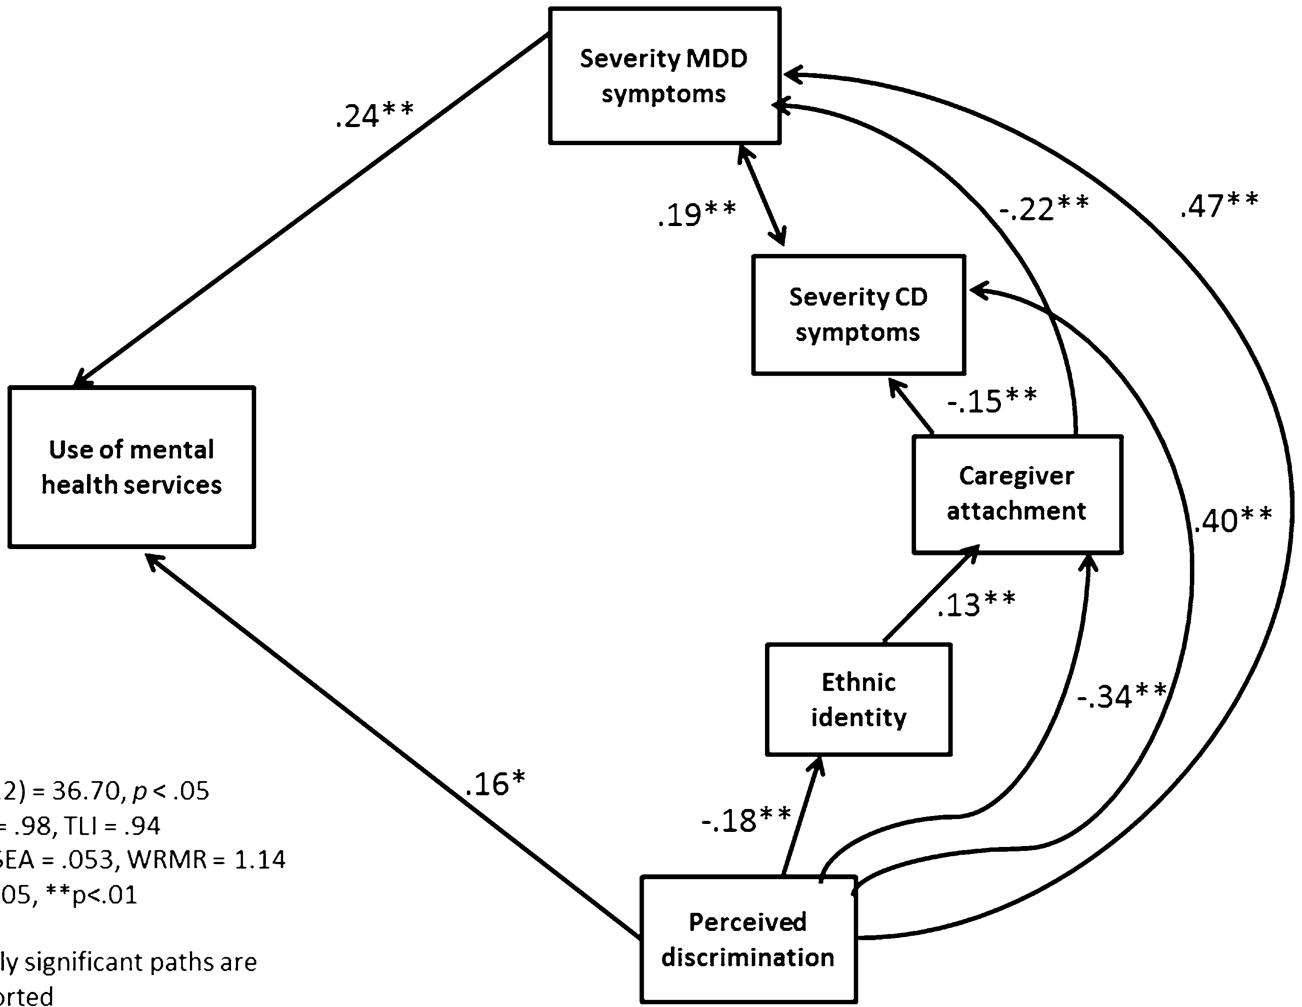 Severity MDD
symptoms
.24**
.19**
-.22**
.47**
Severity CD
symptoms
-.15**
Use of mental
health services
Caregiver
attachment
.40**
.13**
Ethnic
identity
-.34**
.16*
-.18**
2) = 36.70, p < .05
= .98, TLI = .94
SEA = .053, WRMR = 1.14
05, **p<.01
Perceived
discrimination
ly significant paths are
orted